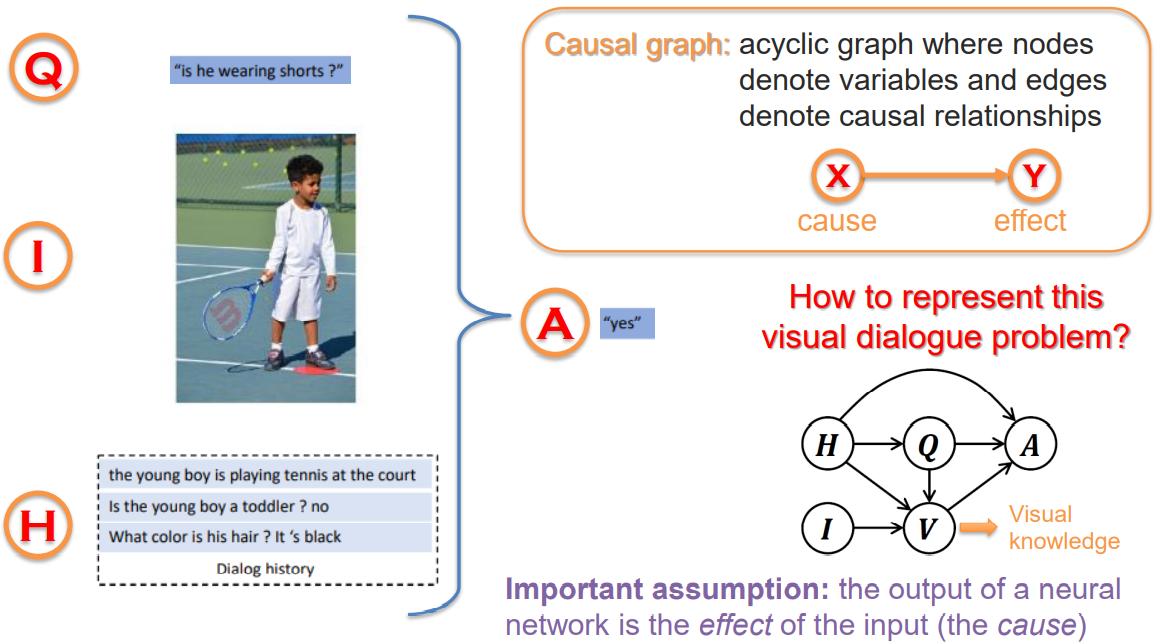 Q
"is he wearing shorts ?"
I
H
the young boy is playing tennis at the court
Is the young boy a toddler ? no
What color is his hair ? It 's black
Dialog history
A
"yes"
Causal graph: acyclic graph where nodes
denote variables and edges
denote causal relationships
X
Y
cause
effect
How to represent this
visual dialogue problem?
H
Q
A
I
V
Visual
knowledge
Important assumption: the output of a neural
network is the effect of the input (the cause)